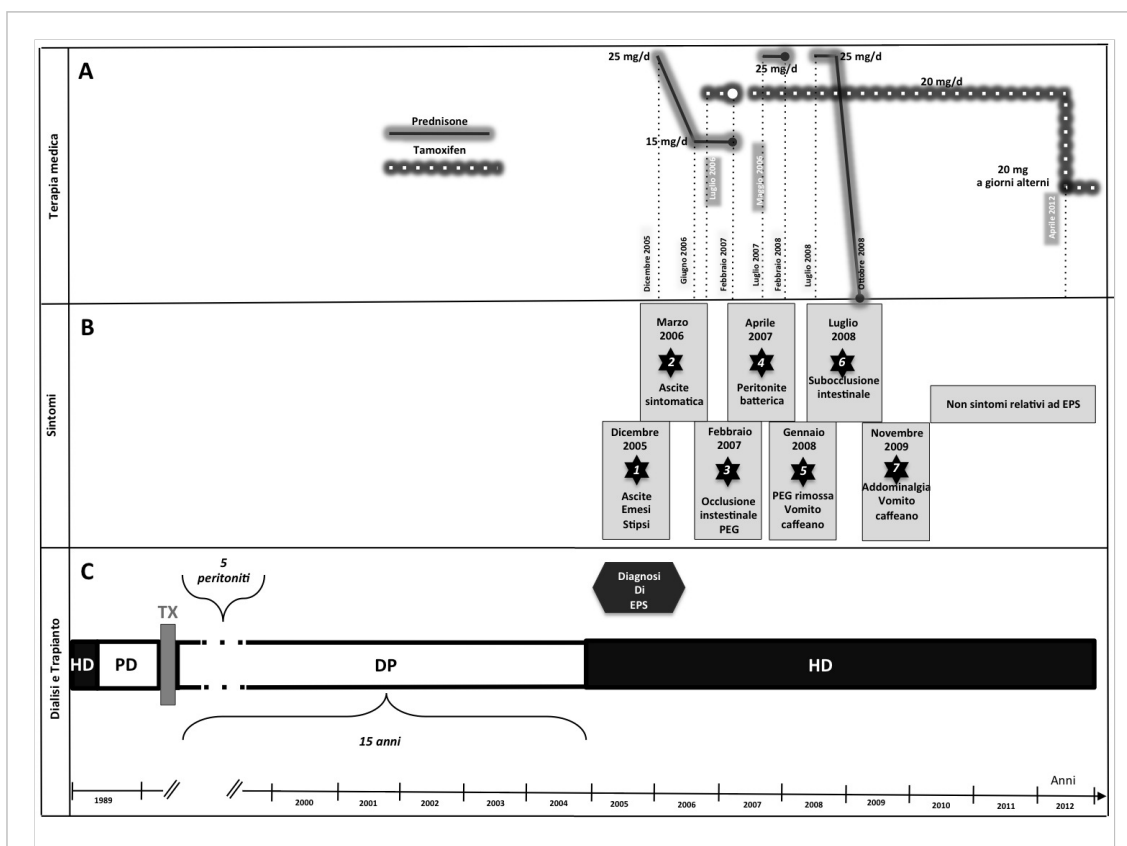 A
Terapia medica
Prednisone
Tamoxifen
25 mg/d
15 mg/d
25 mg/d
25 mg/d
20 mg/d
20 mg
a giorni alterni
Dicembre 2005
Giugno 2006
Luglio 2006
Febbraio 2007
Maggio 2006
Luglio 2007
Febbraio 2008
Luglio 2008
Ottobre 2008
Aprile 2012
B
Sintomi
Marzo
2006
2
Ascite
sintomatica
Aprile
2007
4
Peritonite
batterica
Luglio
2008
6
Subocclusione
intestinale
Non sintomi relativi ad EPS
Dicembre
2005
1
Ascite
Emesi
Stipsi
Febbraio
2007
3
Occlusione
instestinale
PEG
Gennaio
2008
5
PEG rimossa
Vomito
caffeano
Novembre
2009
7
Addominalgia
Vomito
caffeano
C
Dialisi e Trapianto
5
peritoniti
Diagnosi
Di
EPS
TX
HD
PD
DP
HD
15 anni
Anni
1989
2000
2001
2002
2003
2004
2005
2006
2007
2008
2009
2010
2011
2012